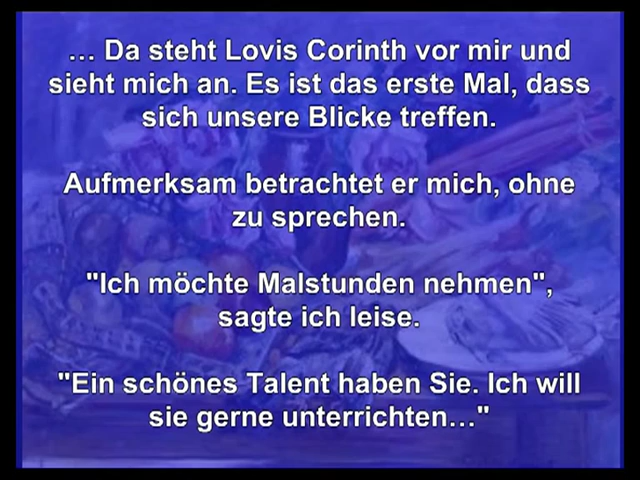 … Da steht Lovis Corinth vor mir und
sieht mich an. Es ist das erste Mal, dass
sich unsere Blicke treffen.
Aufmerksam betrachtet er mich, ohne
zu sprechen.
"Ich möchte Malstunden nehmen",
sagte ich leise.
"Ein schönes Talent haben Sie. Ich will
sie gerne unterrichten…"